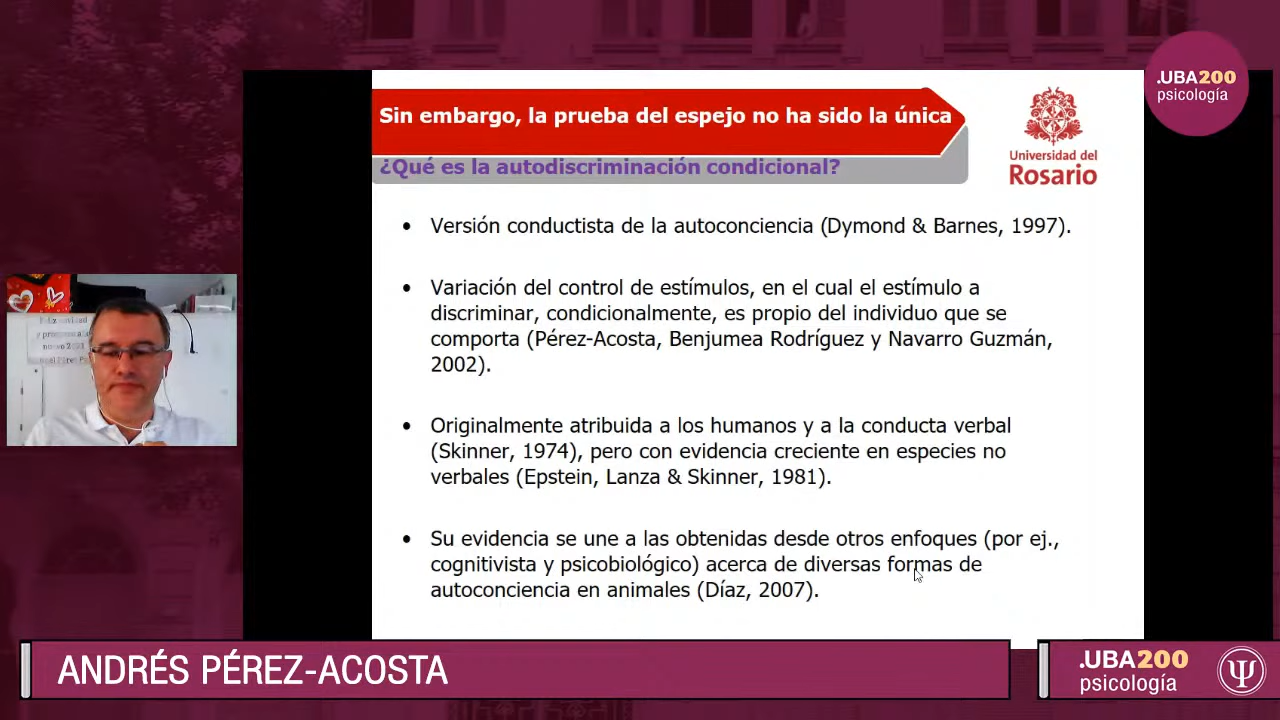 .UBA200
psicología
Sin embargo, la prueba del espejo no ha sido la única
¿Qué es la autodiscriminación condicional?
Universidad del
Rosario
• Versión conductista de la autoconciencia (Dymond & Barnes, 1997).
• Variación del control de estímulos, en el cual el estímulo a
discriminar, condicionalmente, es propio del individuo que se
comporta (Pérez-Acosta, Benjumea Rodríguez y Navarro Guzmán,
2002).
• Originalmente atribuida a los humanos y a la conducta verbal
(Skinner, 1974), pero con evidencia creciente en especies no
verbales (Epstein, Lanza & Skinner, 1981).
• Su evidencia se une a las obtenidas desde otros enfoques (por ej.,
cognitivista y psicobiológico) acerca de diversas formas de
autoconciencia en animales (Díaz, 2007).
ANDRÉS PÉREZ-ACOSTA
.UBA200
psicología